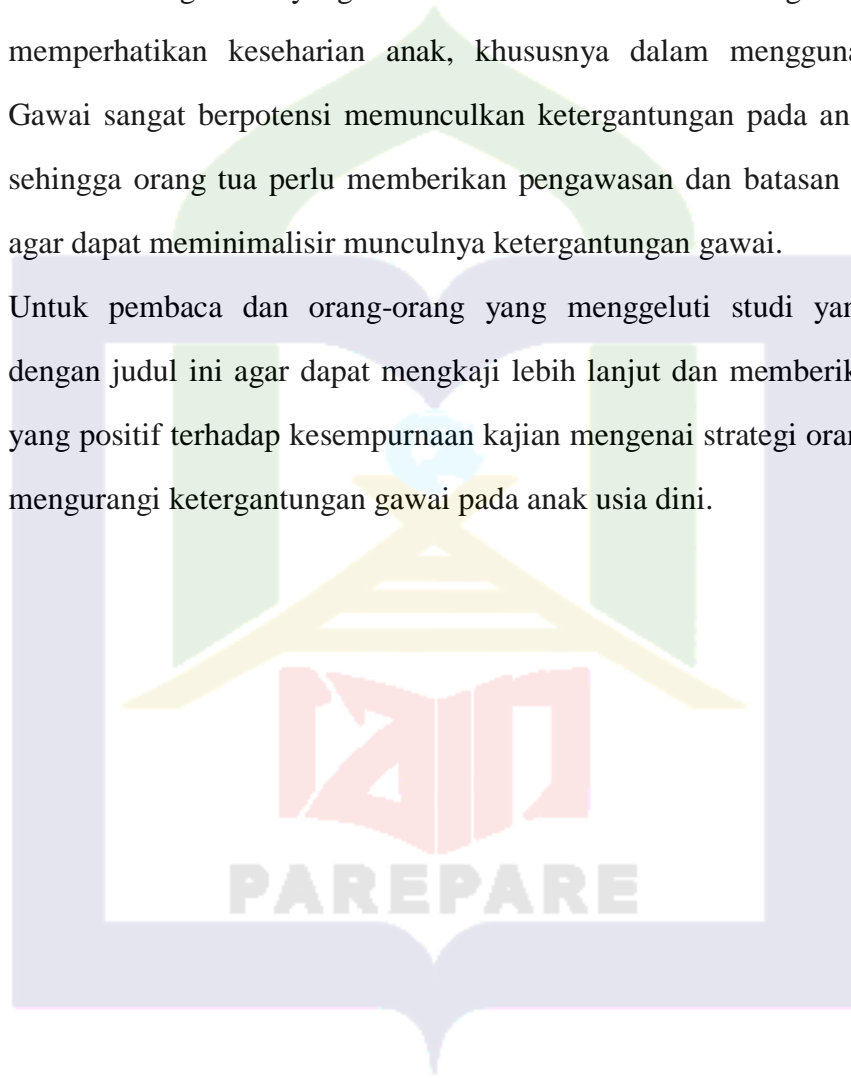 memperhatikan keseharian anak, khususnya dalam
Gawai sangat berpotensi memunculkan ketergantungan pada
sehingga orang tua perlu memberikan pengawasan dan batasan
agar dapat meminimalisir munculnya ketergantungan gawai.
Untuk pembaca dan orang-orang yang menggeluti studi
dengan judul ini agar dapat mengkaji lebih lanjut dan
yang positif terhadap kesempurnaan kajian mengenai strategi
mengurangi ketergantungan gawai pada anak usia dini.
iain
PAREPARE